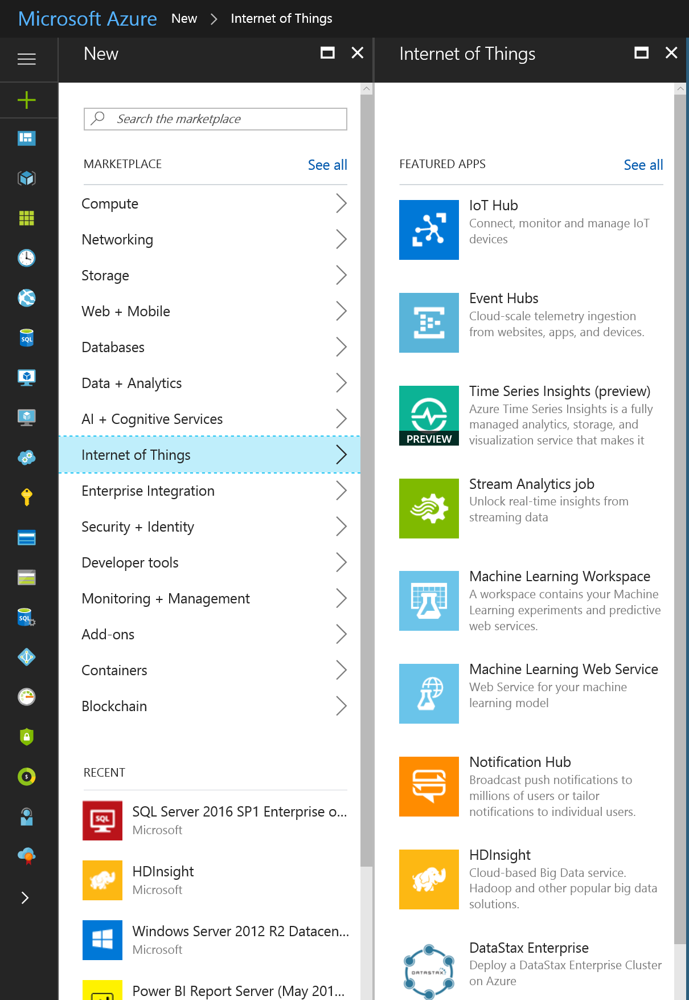 Microsoft Azure New > Internet of Things
New
Search the marketplace
MARKETPLACE See all
Compute
Networking
Storage
Web + Mobile
Databases
Data + Analytics
AI + Cognitive Services
Internet of Things
Enterprise Integration
Security + Identity
Developer tools
Monitoring + Management
Add-ons
Containers
Blockchain
RECENT
SQL
SQL Server 2016 SP1 Enterprise o...
Microsoft
HDInsight
Microsoft
Windows Server 2012 R2 Datacen...
Microsoft
Power BI Report Server (May 201...
Internet of Things
FEATURED APPS See all
IoT Hub
Connect, monitor and manage IoT
devices
Event Hubs
Cloud-scale telemetry ingestion
from websites, apps, and devices.
Time Series Insights (preview)
Azure Time Series Insights is a fully
managed analytics, storage, and
visualization service that makes it
PREVIEW
Stream Analytics job
Unlock real-time insights from
streaming data
Machine Learning Workspace
A workspace contains your Machine
Learning experiments and predictive
web services.
Machine Learning Web Service
Web Service for your machine
learning model
Notification Hub
Broadcast push notifications to
millions of users or tailor
notifications to individual users.
HDInsight
Cloud-based Big Data service.
Hadoop and other popular big data
solutions.
DATASTAX
DataStax Enterprise
Deploy a DataStax Enterprise Cluster
on Azure
SQL
SQL